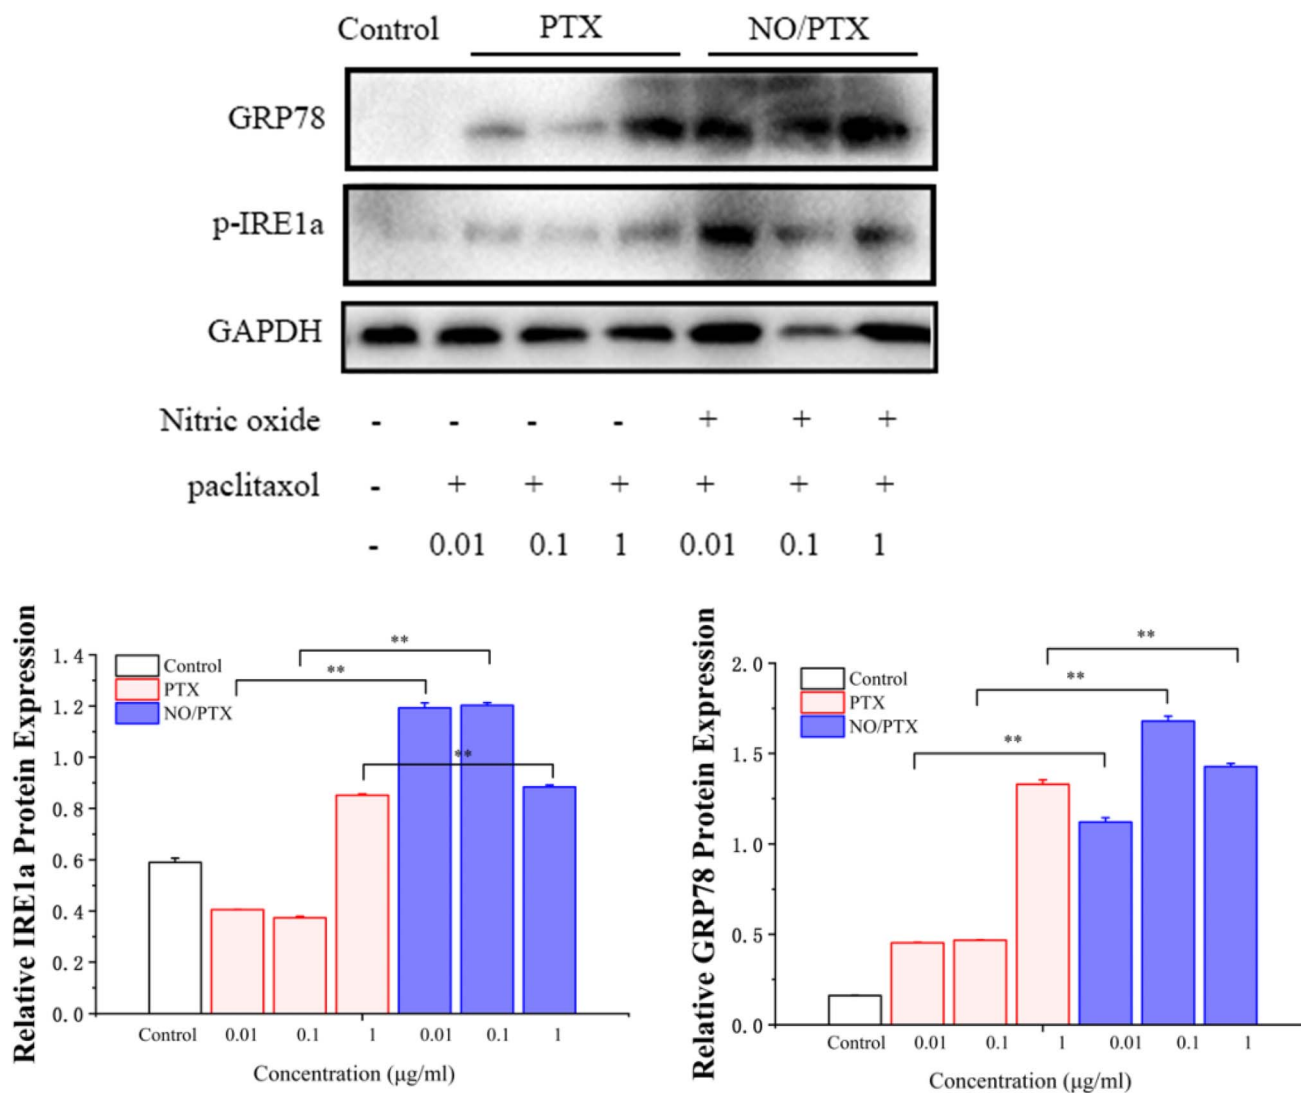 Control PTX NO/PTX
GRP78
p-IRE1a
GAPDH
Nitric oxide - - - - + + +
paclitaxol - + + + + + +
- 0.01 0.1 1 0.01 0.1 1
Relative IRE1a Protein Expression
1.4
1.2
1.0
0.8
0.6
0.4
0.2
0.0
Control
PTX
NO/PTX
**
**
**
Control 0.01 0.1 1 0.01 0.1 1
Concentration (μg/ml)
Relative GRP78 Protein Expression
2.0
1.5
1.0
0.5
0.0
Control
PTX
NO/PTX
**
**
**
Control 0.01 0.1 1 0.01 0.1 1
Concentration (μg/ml)